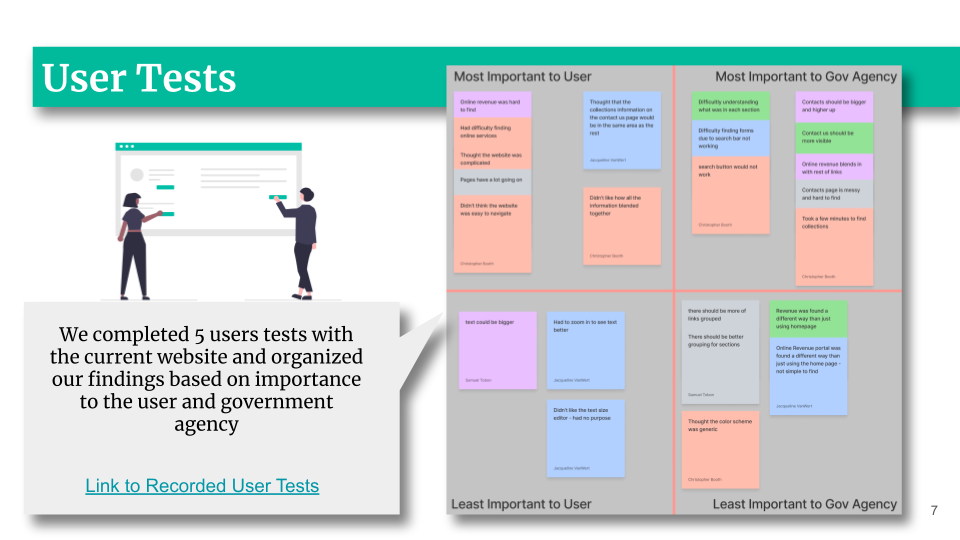 User Tests
We completed 5 users tests with
the current website and organized
our findings based on importance
to the user and government
agency
Link to Recorded User Tests
Most Important to User
Online revenue was hard
to find
Had difficulty finding
online services
Thought the website was
complicated
Pages have a lot going on
Didn't think the website
was easy to navigate
Christopher Booth
Thought that the
collections information on
the contact us page would
be in the same area as the
rest
Didn't like how all the
information blended
together
Christopher Booth
Most Important to Gov Agency
Difficulty understanding
what was in each section
Difficulty finding forms
due to search bar not
working
search button would not
work
Christopher Booth
Contacts should be bigger
and higher up
Contact us should be
more visible
Online revenue blends in
with rest of links
Contacts page is messy
and hard to find
Took a few minutes to find
collections
Christopher Booth
text could be bigger
Had to zoom in to see text
better
Didn't like the text size
editor - had no purpose
Least Important to User
there should be more of
links grouped
There should be better
grouping for sections
Revenue was found a
different way than just
using homepage
Online Revenue portal was
found a different way than
just using the home page -
not simple to find
Thought the color scheme
was generic
Christopher Booth
Least Important to Gov Agency
7